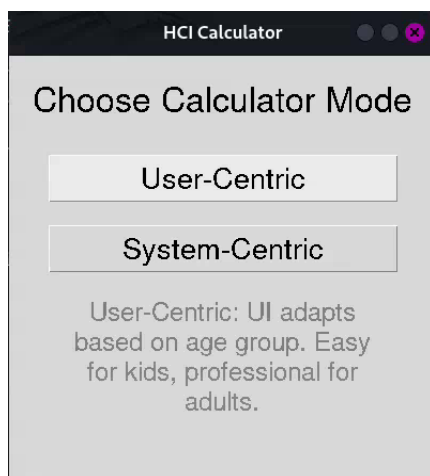 HCI Calculator
Choose Calculator Mode
User-Centric
System-Centric
User-Centric: UI adapts
based on age group. Easy
for kids, professional for
adults.